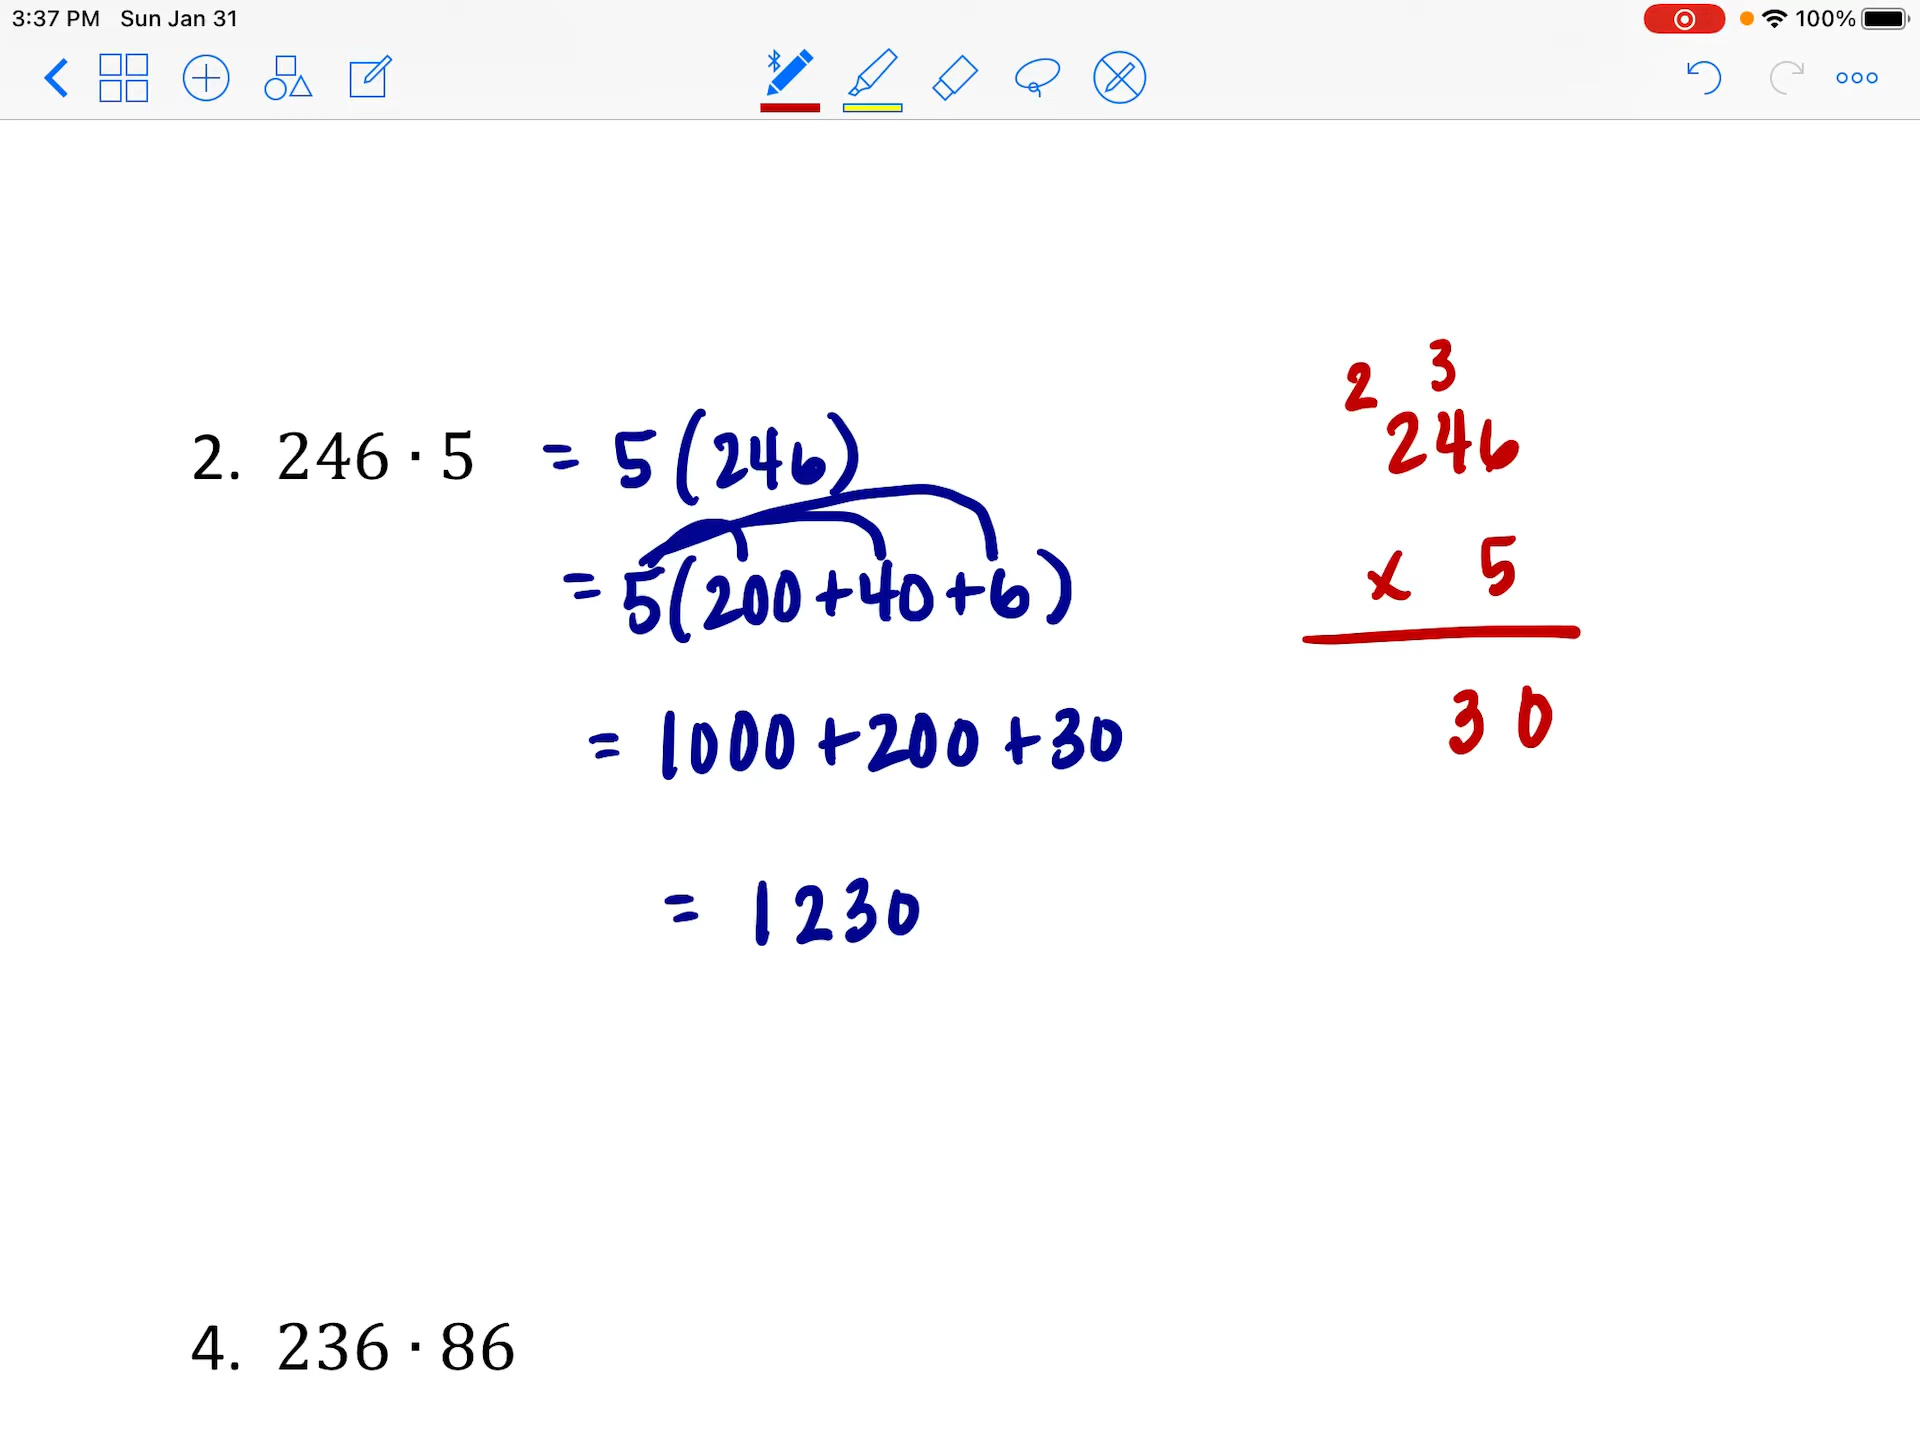 3:37 PM Sun Jan 31
100%
2. 246 · 5 = 5(246)
= 5(200+40+6)
= 1000+200+30
= 1230
2 3
246
x 5
30
4. 236 · 86